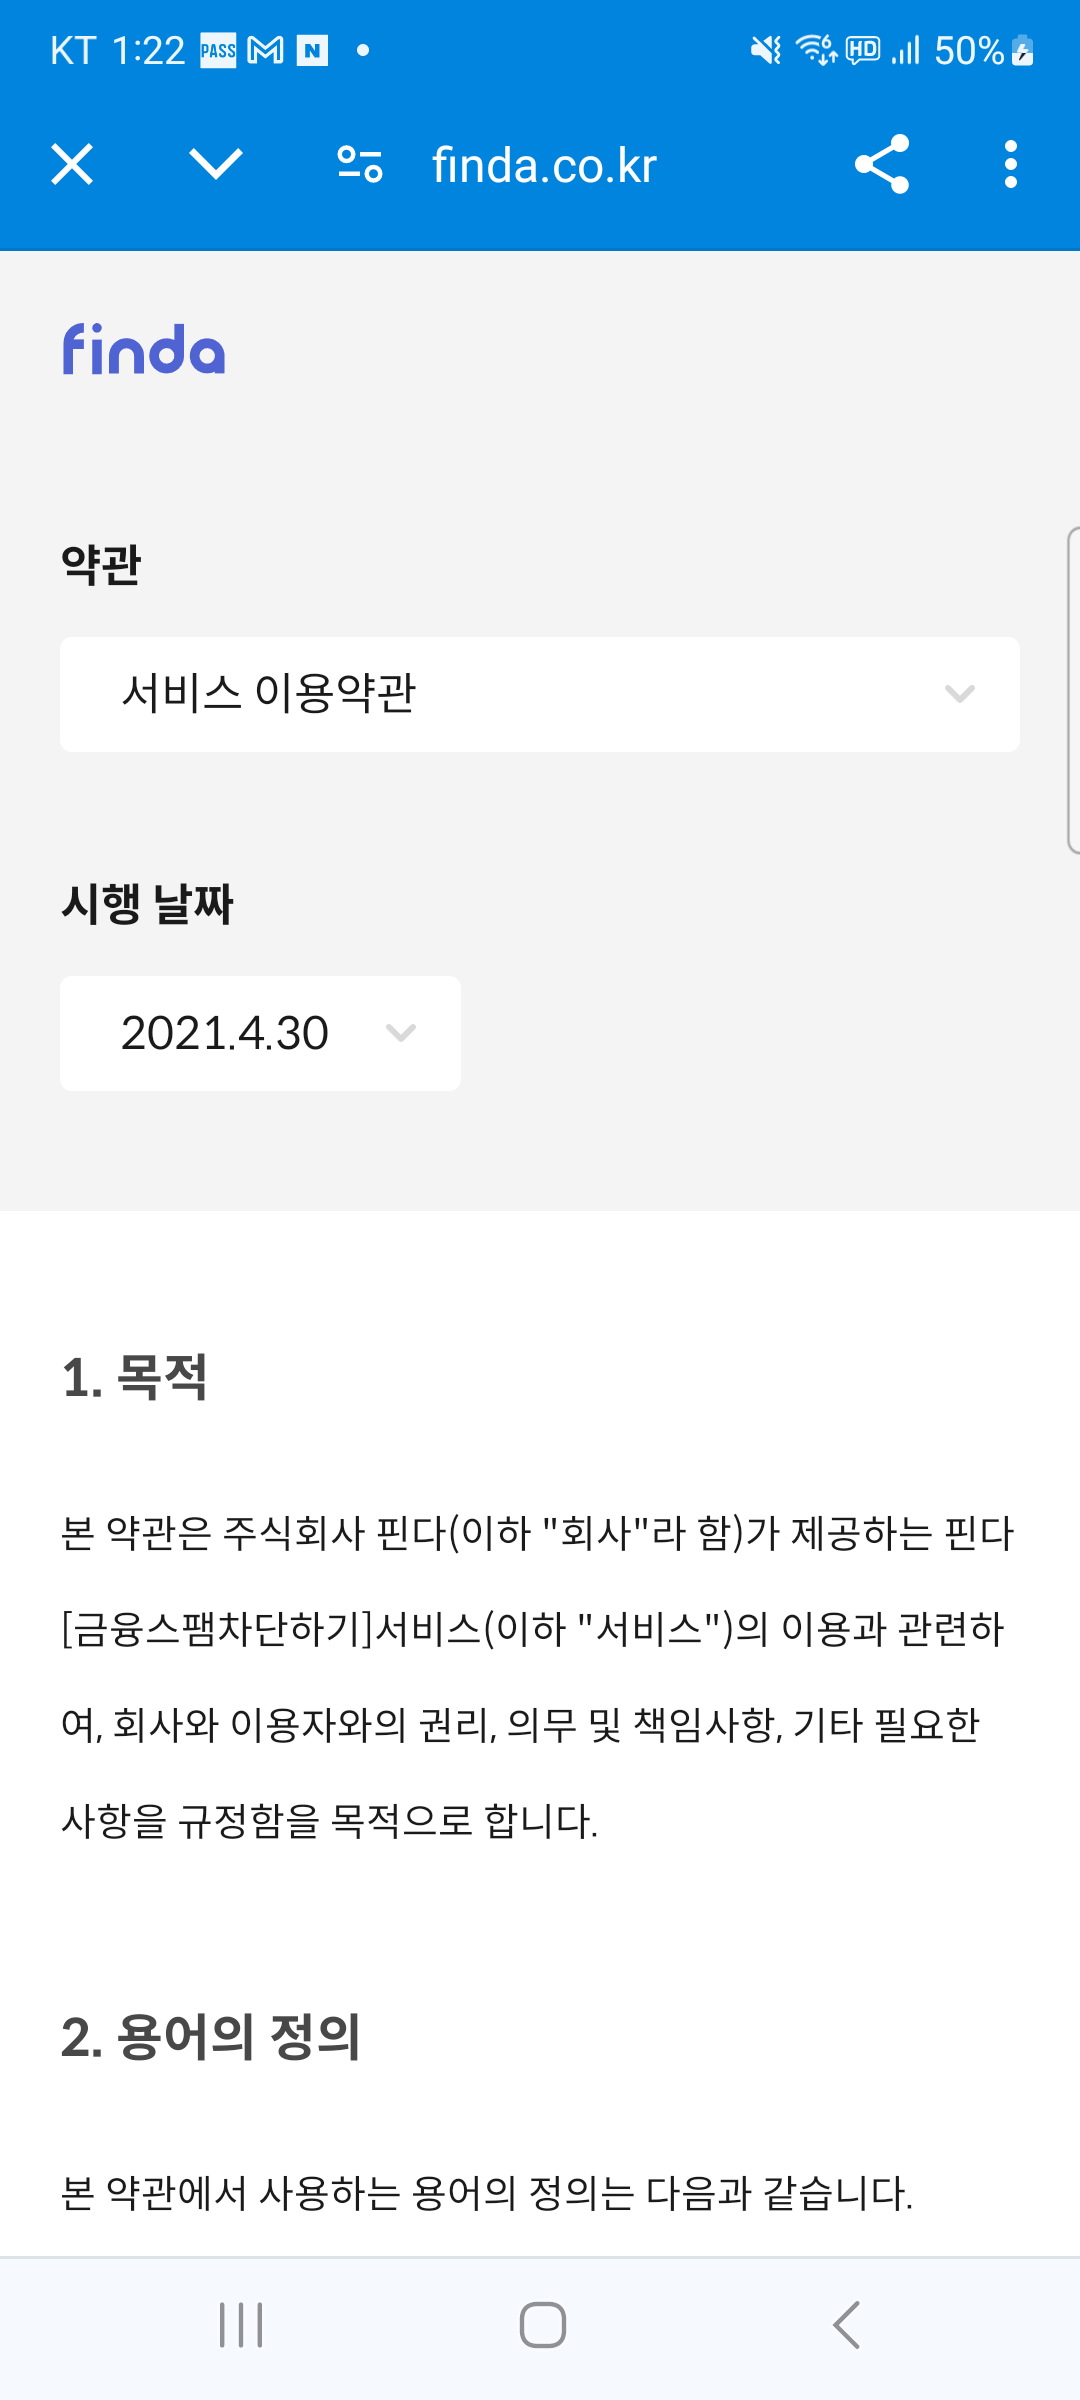 KT 1:22 PASS M N HD 50%
finda.co.kr
finda
약관
서비스 이용약관
시행 날짜
2021.4.30
1. 목적
본 약관은 주식회사 핀다(이하 "회사"라 함)가 제공하는 핀다
[금융스팸차단하기]서비스(이하 "서비스")의 이용과 관련하
여, 회사와 이용자와의 권리, 의무 및 책임사항, 기타 필요한
사항을 규정함을 목적으로 합니다.
2. 용어의 정의
본 약관에서 사용하는 용어의 정의는 다음과 같습니다.